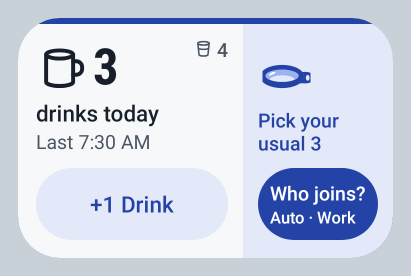 3
4
drinks today
Last 7:30 AM
+1 Drink
Pick your
usual 3
Who joins?
Auto · Work